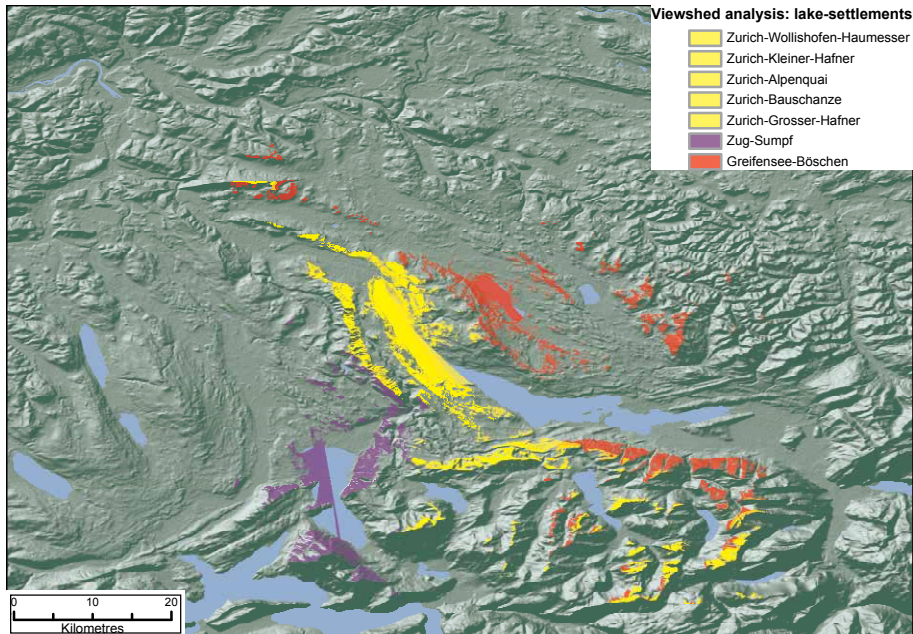 Viewshed analysis: lake-settlements
Zurich-Wollishofen-Haumesser
Zurich-Kleiner-Hafner
Zurich-Alpenquai
Zurich-Bauschanze
Zurich-Grosser-Hafner
Zug-Sumpf
Greifensee-Böschen
0 10 20
Kilometres